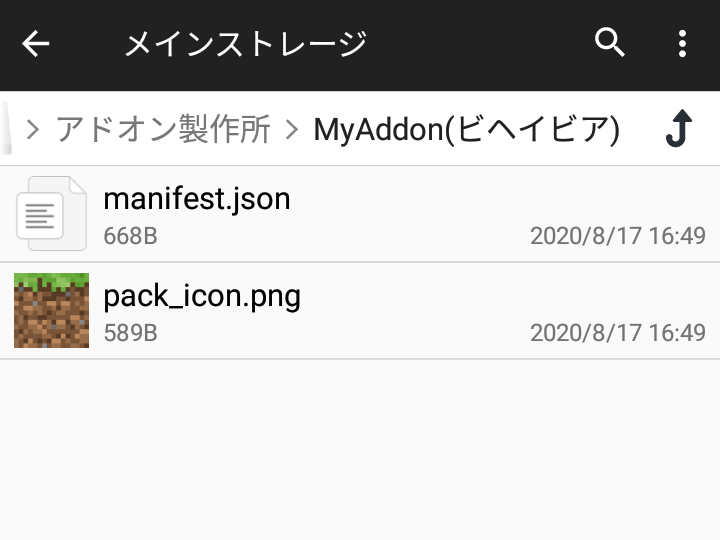 メインストレージ
アドオン製作所 > MyAddon(ビヘイビア)
manifest.json
668B 2020/8/17 16:49
pack_icon.png
589B 2020/8/17 16:49